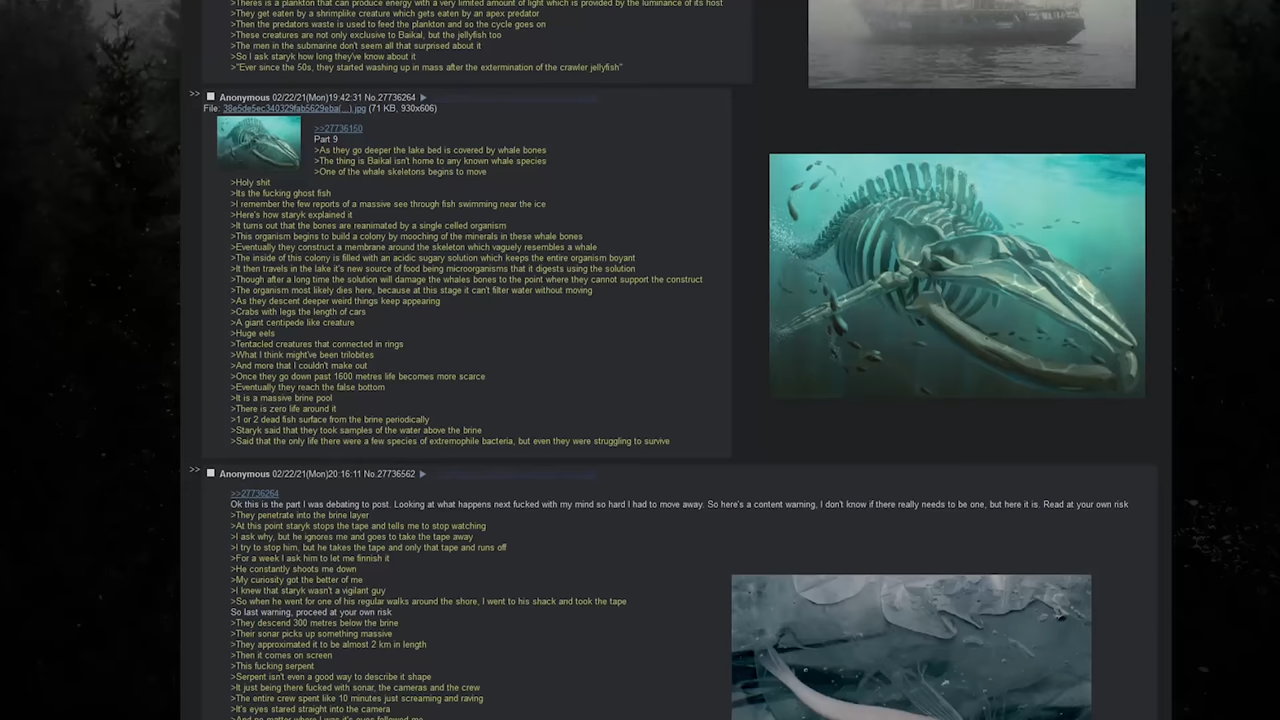 >Theres is a plankton that can produce energy with a very limited amount of light which is provided by the luminance of its host
>They get eaten by a shrimplike creature which gets eaten by an apex predator
>Then the predators waste is used to feed the plankton and so the cycle goes on
>These creatures are not only exclusive to Baikal, but the jellyfish too
>The men in the submarine don't seem all that surprised about it
>So I ask staryk how long they've know about it
>"Ever since the 50s, they started washing up in mass after the extermination of the crawler jellyfish"
>> Anonymous 02/22/21(Mon)19:42:31 No.27736264
File: 38e5de5ec340329fab5629eba(...).jpg (71 KB, 930x606)
>>27736150
Part 9
>As they go deeper the lake bed is covered by whale bones
>The thing is Baikal isn't home to any known whale species
>One of the whale skeletons begins to move
>Holy shit
>Its the fucking ghost fish
>I remember the few reports of a massive see through fish swimming near the ice
>Here's how staryk explained it
>It turns out that the bones are reanimated by a single celled organism
>This organism begins to build a colony by mooching of the minerals in these whale bones
>Eventually they construct a membrane around the skeleton which vaguely resembles a whale
>The inside of this colony is filled with an acidic sugary solution which keeps the entire organism boyant
>It then travels in the lake it's new source of food being microorganisms that it digests using the solution
>Though after a long time the solution will damage the whales bones to the point where they cannot support the construct
>The organism most likely dies here, because at this stage it can't filter water without moving
>As they descent deeper weird things keep appearing
>Crabs with legs the length of cars
>A giant centipede like creature
>Huge eels
>Tentacled creatures that connected in rings
>What I think might've been trilobites
>And more that I couldn't make out
>Once they go down past 1600 metres life becomes more scarce
>Eventually they reach the false bottom
>It is a massive brine pool
>There is zero life around it
>1 or 2 dead fish surface from the brine periodically
>Staryk said that they took samples of the water above the brine
>Said that the only life there were a few species of extremophile bacteria, but even they were struggling to survive
>> Anonymous 02/22/21(Mon)20:16:11 No.27736562
>>27736264
Ok this is the part I was debating to post. Looking at what happens next fucked with my mind so hard I had to move away. So here's a content warning, I don't know if there really needs to be one, but here it is. Read at your own risk
>They penetrate into the brine layer
>At this point staryk stops the tape and tells me to stop watching
>I ask why, but he ignores me and goes to take the tape away
>I try to stop him, but he takes the tape and only that tape and runs off
>For a week I ask him to let me finnish it
>He constantly shoots me down
>My curiosity got the better of me
>I knew that staryk wasn't a vigilant guy
>So when he went for one of his regular walks around the shore, I went to his shack and took the tape
So last warning, proceed at your own risk
>They descend 300 metres below the brine
>Their sonar picks up something massive
>They approximated it to be almost 2 km in length
>Then it comes on screen
>This fucking serpent
>Serpent isn't even a good way to describe it shape
>It just being there fucked with sonar, the cameras and the crew
>The entire crew spent like 10 minutes just screaming and raving
>It's eyes stared straight into the camera
>And no matter where I was it's eyes followed me